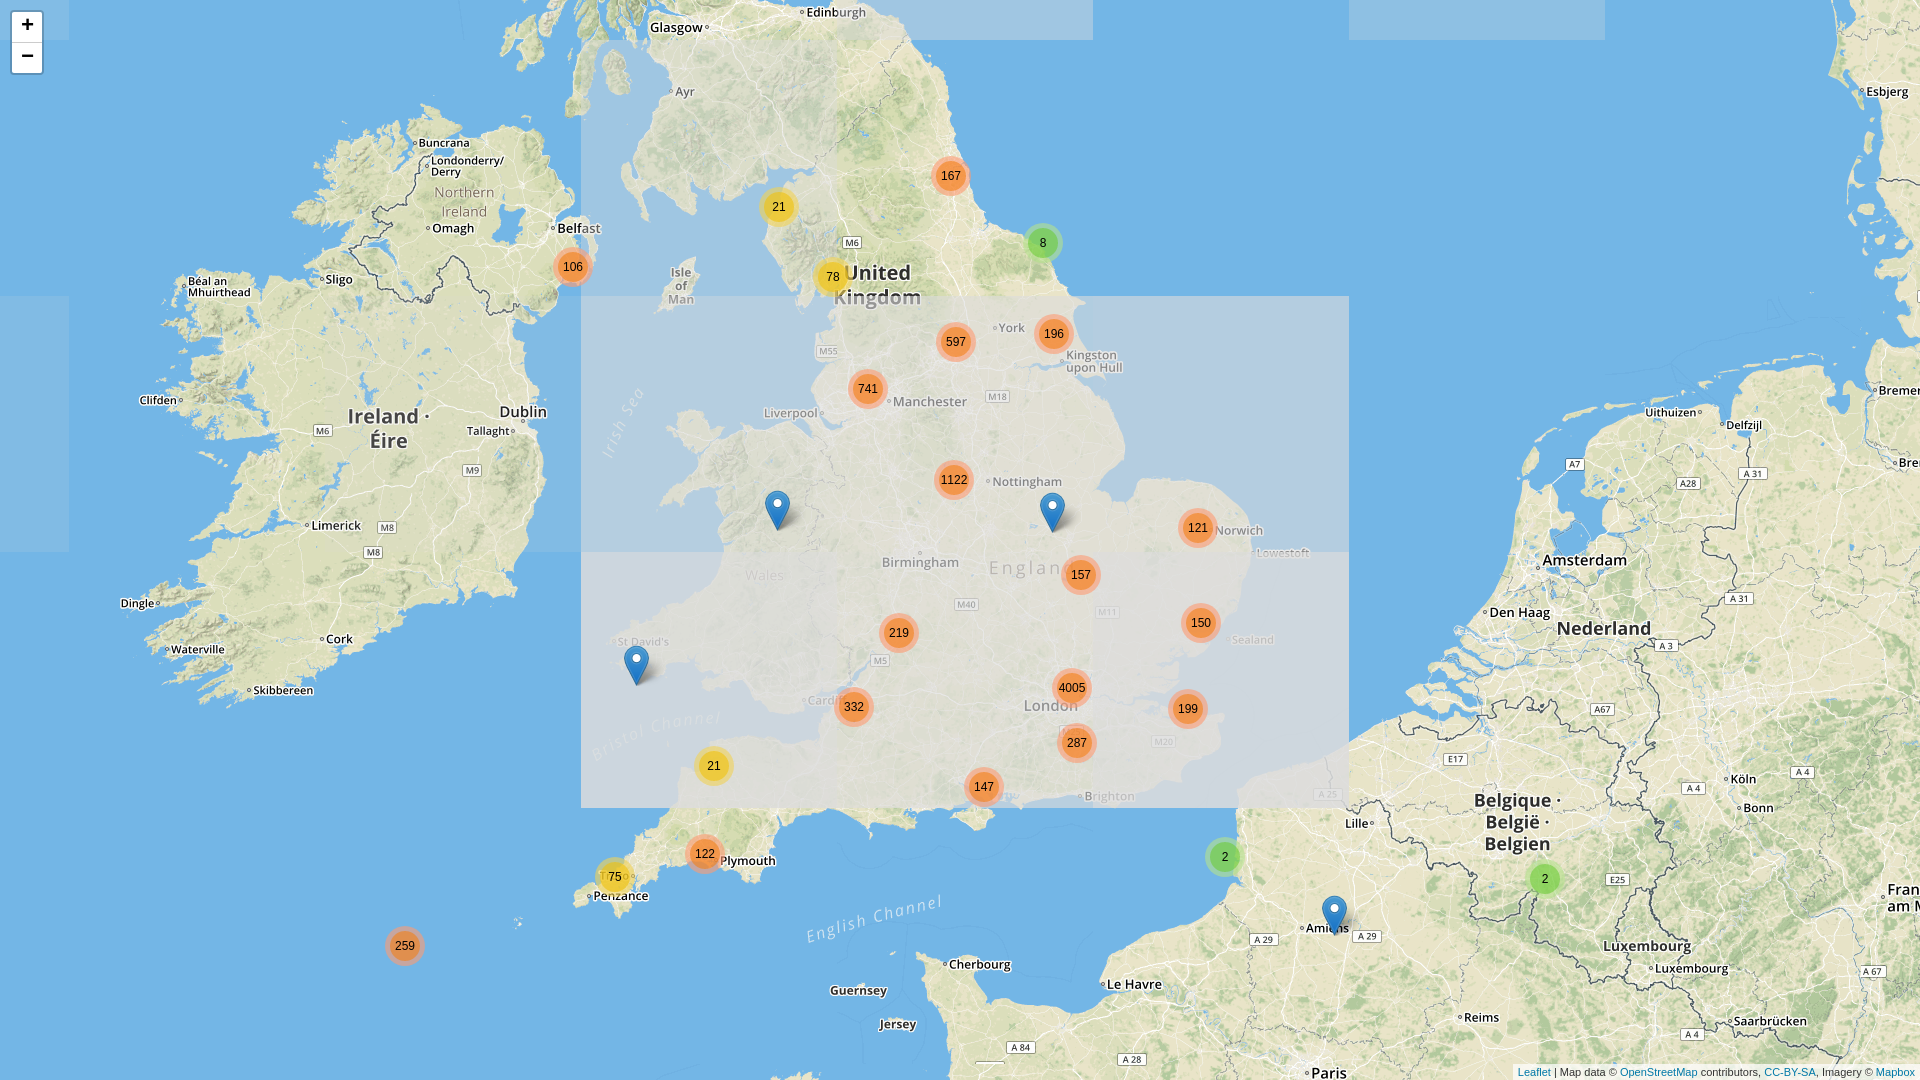 +
−
Glasgow
Edinburgh
Ayr
Esbjerg
Buncrana
Londonderry/
Derry
Northern
Ireland
Omagh
Belfast
167
21
8
M6
106
78
United
Kingdom
Isle
of
Man
Sligo
Béal an
Mhuirthead
York
196
597
M55
Kingston
upon Hull
741
Manchester
M18
Liverpool
Irish Sea
Clifden
Ireland ·
Éire
Dublin
Tallaght
M6
M9
Uithuizen
Delfzijl
Bremer
A7
A 31
A28
Bre
1122
Nottingham
Limerick
M8
M8
121
Norwich
Lowestoft
Birmingham
England
157
Wales
Amsterdam
A 31
Dingle
M40
M11
Den Haag
Nederland
150
219
Sealand
Cork
Waterville
St David's
M5
A 3
Skibbereen
4005
London
Cardiff
332
199
A67
Bristol Channel
287
M20
E17
21
A 4
Köln
147
Brighton
A 25
A 4
Bonn
Belgique ·
België ·
Belgien
Lille
122
Plymouth
2
75
Penzance
2
E25
Fran
am M
English Channel
Amiens
A 29
A 29
259
Luxembourg
Luxembourg
Cherbourg
A 67
Le Havre
Guernsey
Jersey
Reims
Saarbrücken
A 4
A 84
A 28
Paris
Leaflet | Map data © OpenStreetMap contributors, CC-BY-SA, Imagery © Mapbox